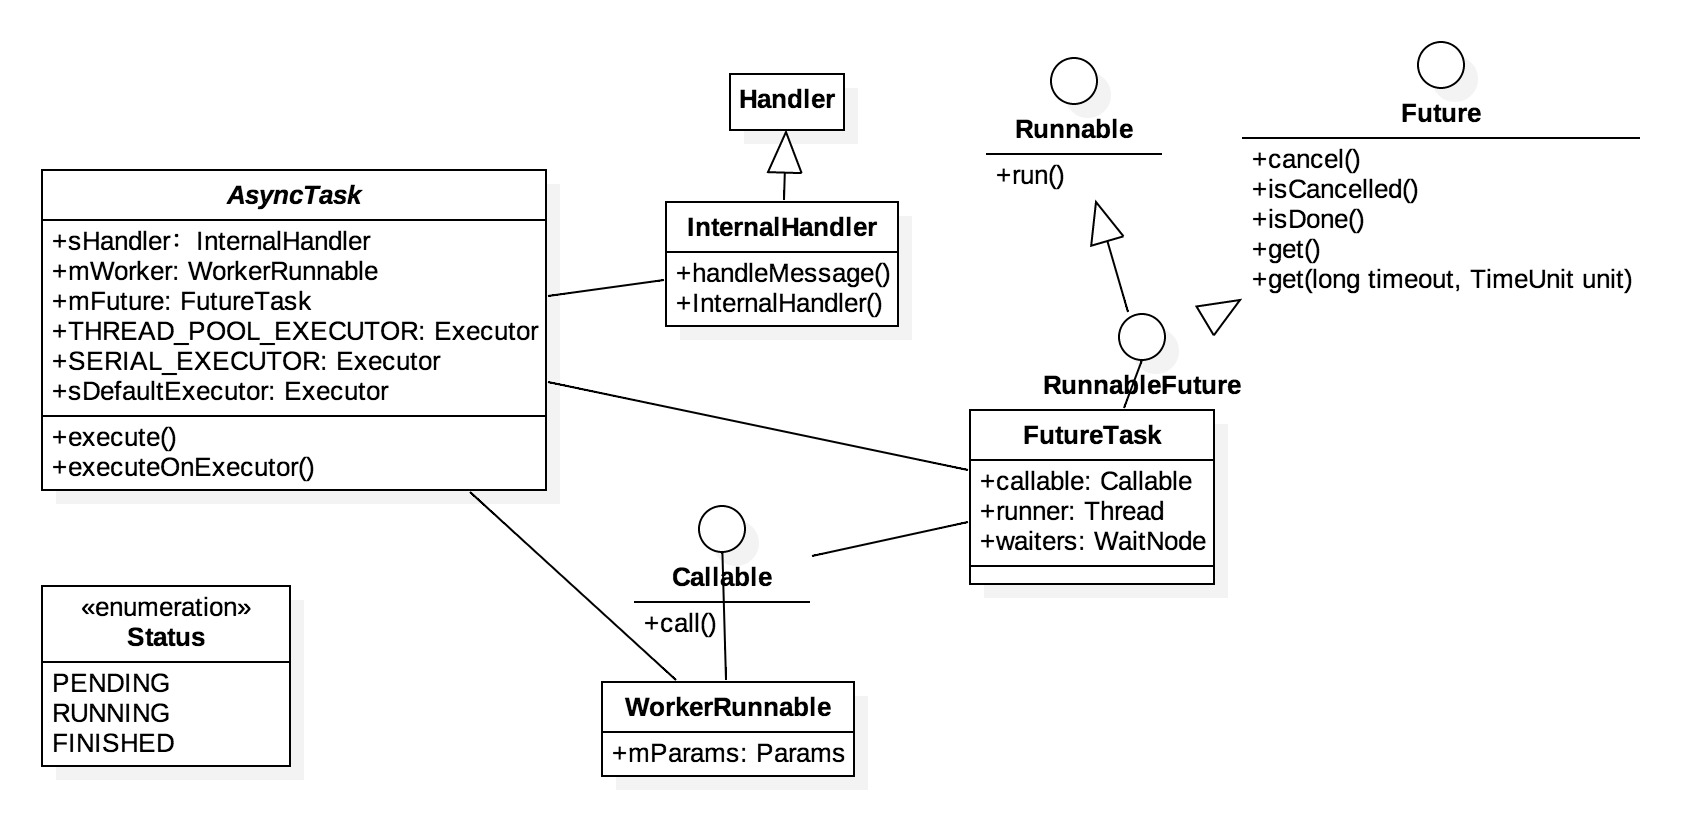 Handler
Runnable
+run()
Future
+cancel()
+isCancelled()
+isDone()
+get()
+get(long timeout, TimeUnit unit)
AsyncTask
+sHandler： InternalHandler
+mWorker: WorkerRunnable
+mFuture: FutureTask
+THREAD_POOL_EXECUTOR: Executor
+SERIAL_EXECUTOR: Executor
+sDefaultExecutor: Executor
+execute()
+executeOnExecutor()
InternalHandler
+handleMessage()
+InternalHandler()
RunnableFuture
FutureTask
+callable: Callable
+runner: Thread
+waiters: WaitNode
Callable
+call()
«enumeration»
Status
PENDING
RUNNING
FINISHED
WorkerRunnable
+mParams: Params